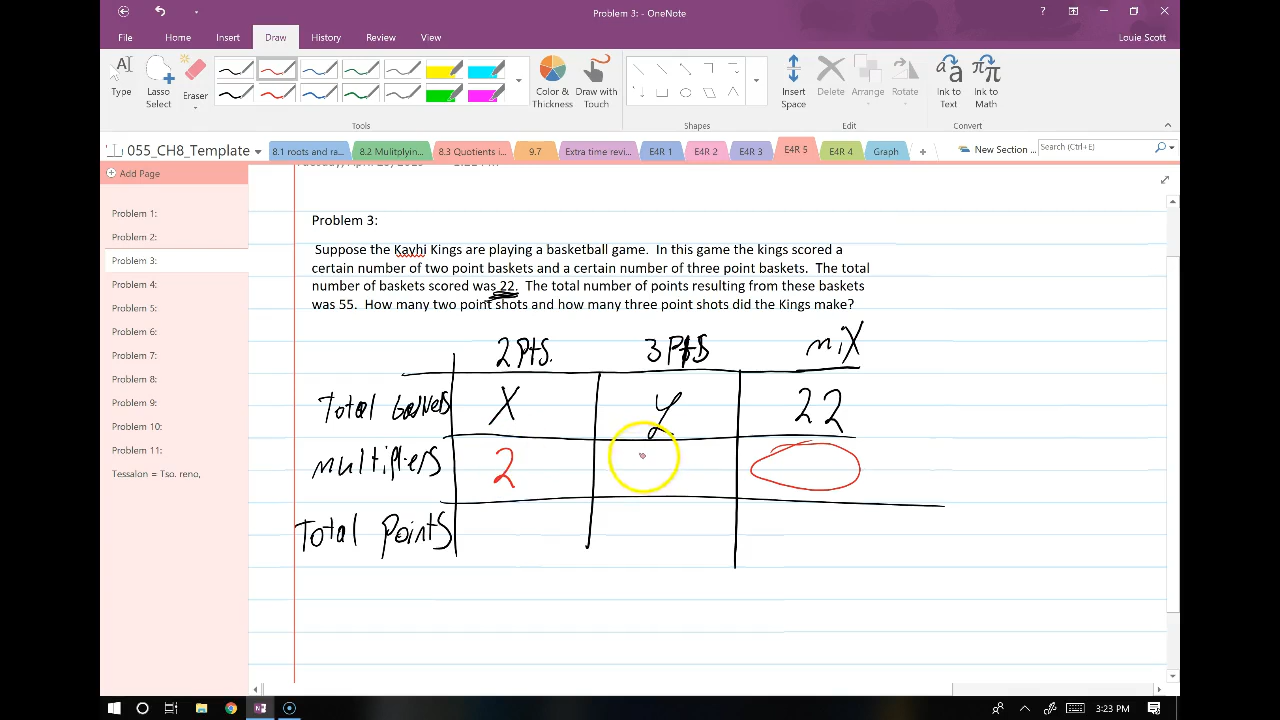 Problem 3: - OneNote
?
File Home Insert Draw History Review View
Louie Scott
Type
Lasso Select
Eraser
Color & Thickness
Draw with Touch
Insert Space
Delete
Arrange
Rotate
Ink to Text
Ink to Math
Tools
Shapes
Edit
Convert
055_CH8_Template
8.1 roots and ra...
8.2 Mulitplying...
8.3 Quotients i...
9.7
Extra time revi...
E4R 1
E4R 2
E4R 3
E4R 5
E4R 4
Graph
New Section ...
Search (Ctrl+E)
Add Page
Problem 1:
Problem 2:
Problem 3:
Problem 4:
Problem 5:
Problem 6:
Problem 7:
Problem 8:
Problem 9:
Problem 10:
Problem 11:
Tessalon = Tso. reno,
Problem 3:
Suppose the Kayhi Kings are playing a basketball game. In this game the kings scored a
certain number of two point baskets and a certain number of three point baskets. The total
number of baskets scored was 22. The total number of points resulting from these baskets
was 55. How many two point shots and how many three point shots did the Kings make?
2 Pts. 3 Pts mix
Total X y 22
multipliers 2
Total Points
3:23 PM